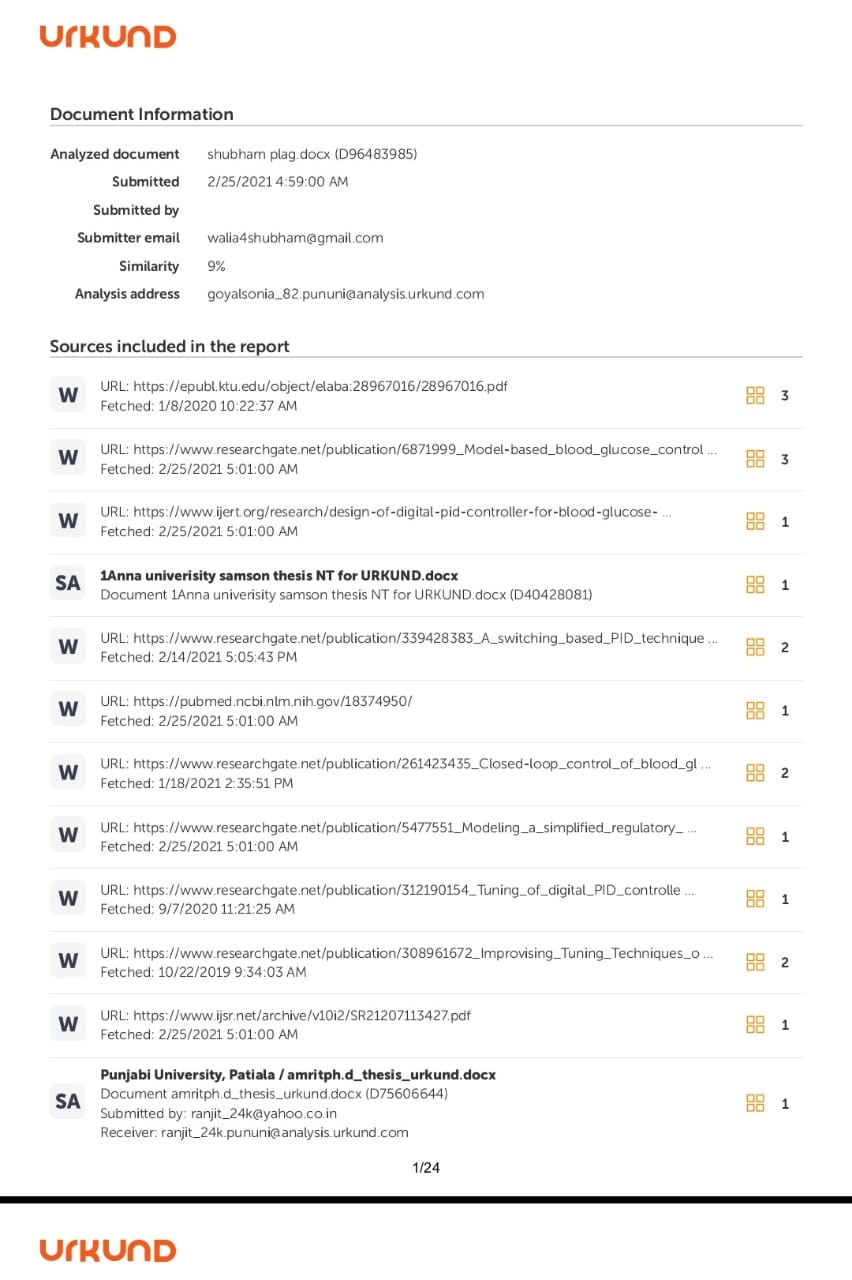 URKUND
Document Information
Analyzed document shubham plag.docx (D96483985)
Submitted 2/25/2021 4:59:00 AM
Submitted by
Submitter email walia4shubham@gmail.com
Similarity 9%
Analysis address goyalsonia_82.pununi@analysis.urkund.com
Sources included in the report
W URL: https://epubl.ktu.edu/object/elaba:28967016/28967016.pdf 3
Fetched: 1/8/2020 10:22:37 AM
W URL: https://www.researchgate.net/publication/6871999_Model-based_blood_glucose_control ... 3
Fetched: 2/25/2021 5:01:00 AM
W URL: https://www.ijert.org/research/design-of-digital-pid-controller-for-blood-glucose- ... 1
Fetched: 2/25/2021 5:01:00 AM
SA 1Anna univerisity samson thesis NT for URKUND.docx 1
Document 1Anna univerisity samson thesis NT for URKUND.docx (D40428081)
W URL: https://www.researchgate.net/publication/339428383_A_switching_based_PID_technique ... 2
Fetched: 2/14/2021 5:05:43 PM
W URL: https://pubmed.ncbi.nlm.nih.gov/18374950/ 1
Fetched: 2/25/2021 5:01:00 AM
W URL: https://www.researchgate.net/publication/261423435_Closed-loop_control_of_blood_gl ... 2
Fetched: 1/18/2021 2:35:51 PM
W URL: https://www.researchgate.net/publication/5477551_Modeling_a_simplified_regulatory_ ... 1
Fetched: 2/25/2021 5:01:00 AM
W URL: https://www.researchgate.net/publication/312190154_Tuning_of_digital_PID_controlle ... 1
Fetched: 9/7/2020 11:21:25 AM
W URL: https://www.researchgate.net/publication/308961672_Improvising_Tuning_Techniques_o ... 2
Fetched: 10/22/2019 9:34:03 AM
W URL: https://www.ijsr.net/archive/v10i2/SR21207113427.pdf 1
Fetched: 2/25/2021 5:01:00 AM
SA Punjabi University, Patiala / amritph.d_thesis_urkund.docx 1
Document amritph.d_thesis_urkund.docx (D75606644)
Submitted by: ranjit_24k@yahoo.co.in
Receiver: ranjit_24k.pununi@analysis.urkund.com
1/24
URKUND